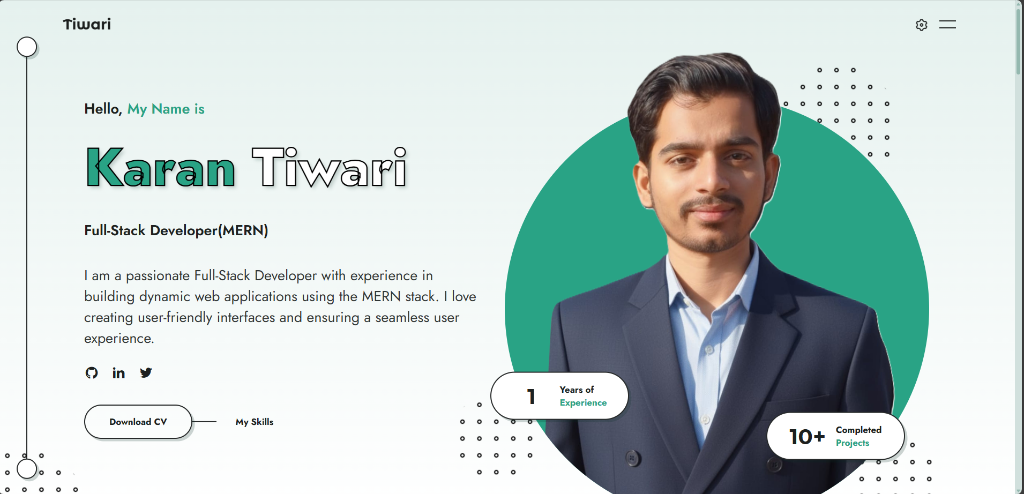 Tiwari
Hello, My Name is
Karan Tiwari
Full-Stack Developer(MERN)
I am a passionate Full-Stack Developer with experience in
building dynamic web applications using the MERN stack. I love
creating user-friendly interfaces and ensuring a seamless user
experience.
Download CV
My Skills
1
Years of
Experience
10+
Completed
Projects